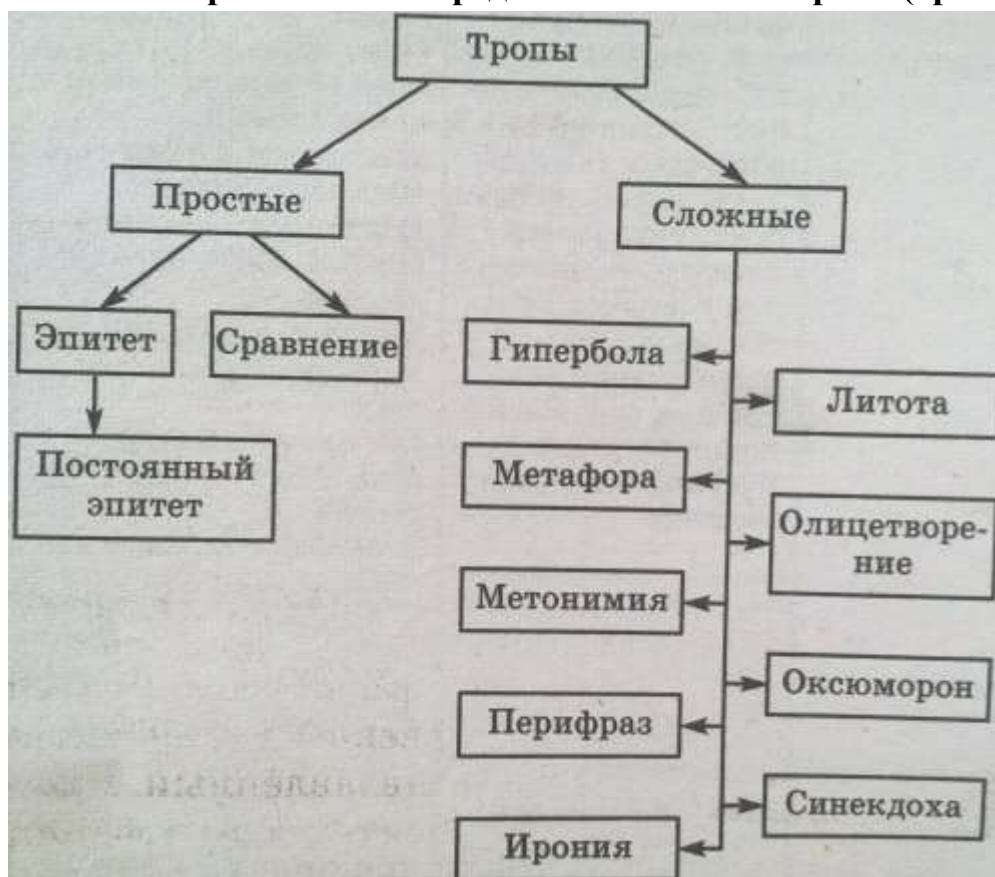 Тропы
Простые
Сложные
Эпитет
Сравнение
Постоянный
эпитет
Гипербола
Литота
Метафора
Олицетворе-
ние
Метонимия
Оксюморон
Перифраз
Синекдоха
Ирония